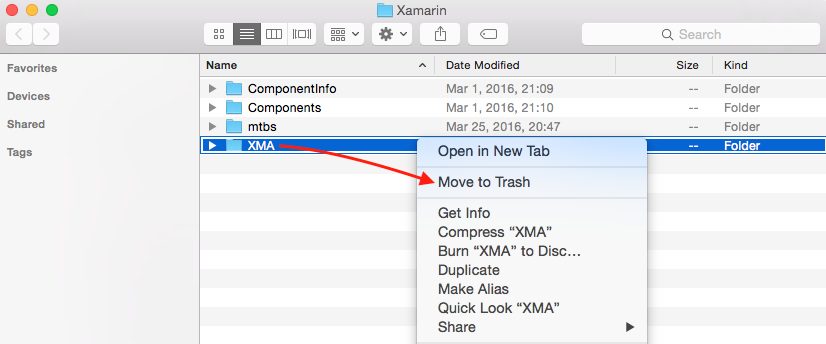 Xamarin
Search
Favorites
Devices
Shared
Tags
Name Date Modified Size Kind
ComponentInfo Mar 1, 2016, 21:09 -- Folder
Components Mar 1, 2016, 21:10 -- Folder
mtbs Mar 25, 2016, 20:47 -- Folder
XMA -- Folder
Open in New Tab
Move to Trash
Get Info
Compress “XMA”
Burn “XMA” to Disc…
Duplicate
Make Alias
Quick Look “XMA”
Share